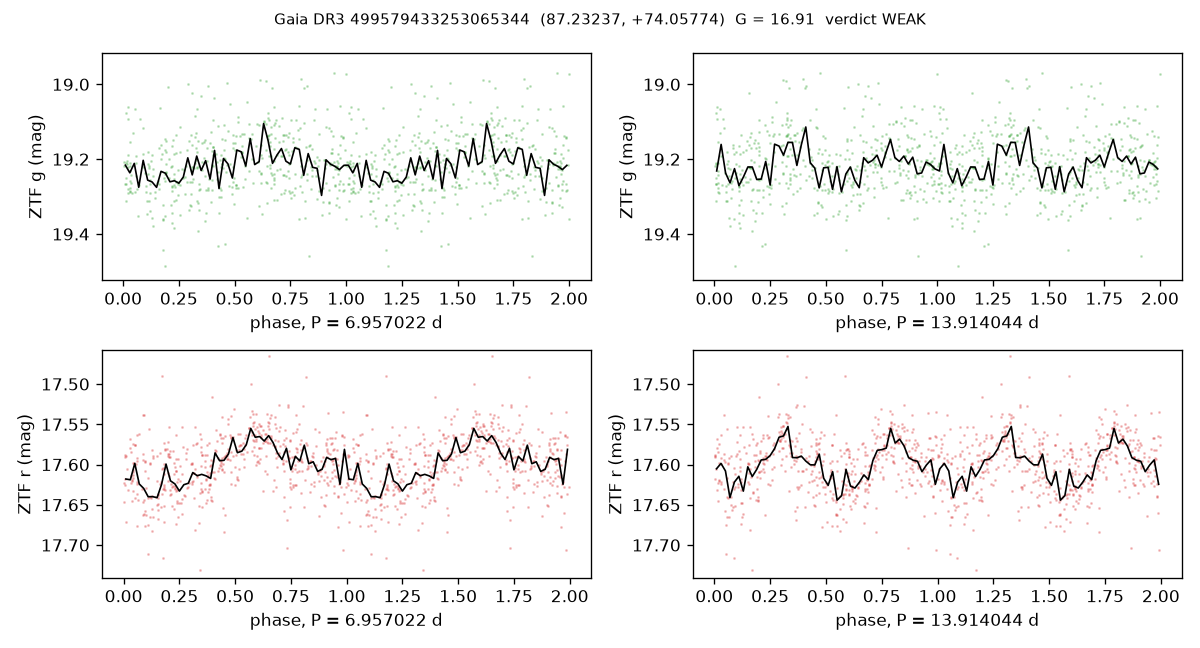 Gaia DR3 499579433253065344  (87.23237, +74.05774)  G = 16.91  verdict WEAK
ZTF g (mag)
19.0
19.2
19.4
0.00 0.25 0.50 0.75 1.00 1.25 1.50 1.75 2.00
phase, P = 6.957022 d
ZTF g (mag)
19.0
19.2
19.4
0.00 0.25 0.50 0.75 1.00 1.25 1.50 1.75 2.00
phase, P = 13.914044 d
ZTF r (mag)
17.50
17.55
17.60
17.65
17.70
0.00 0.25 0.50 0.75 1.00 1.25 1.50 1.75 2.00
phase, P = 6.957022 d
ZTF r (mag)
17.50
17.55
17.60
17.65
17.70
0.00 0.25 0.50 0.75 1.00 1.25 1.50 1.75 2.00
phase, P = 13.914044 d